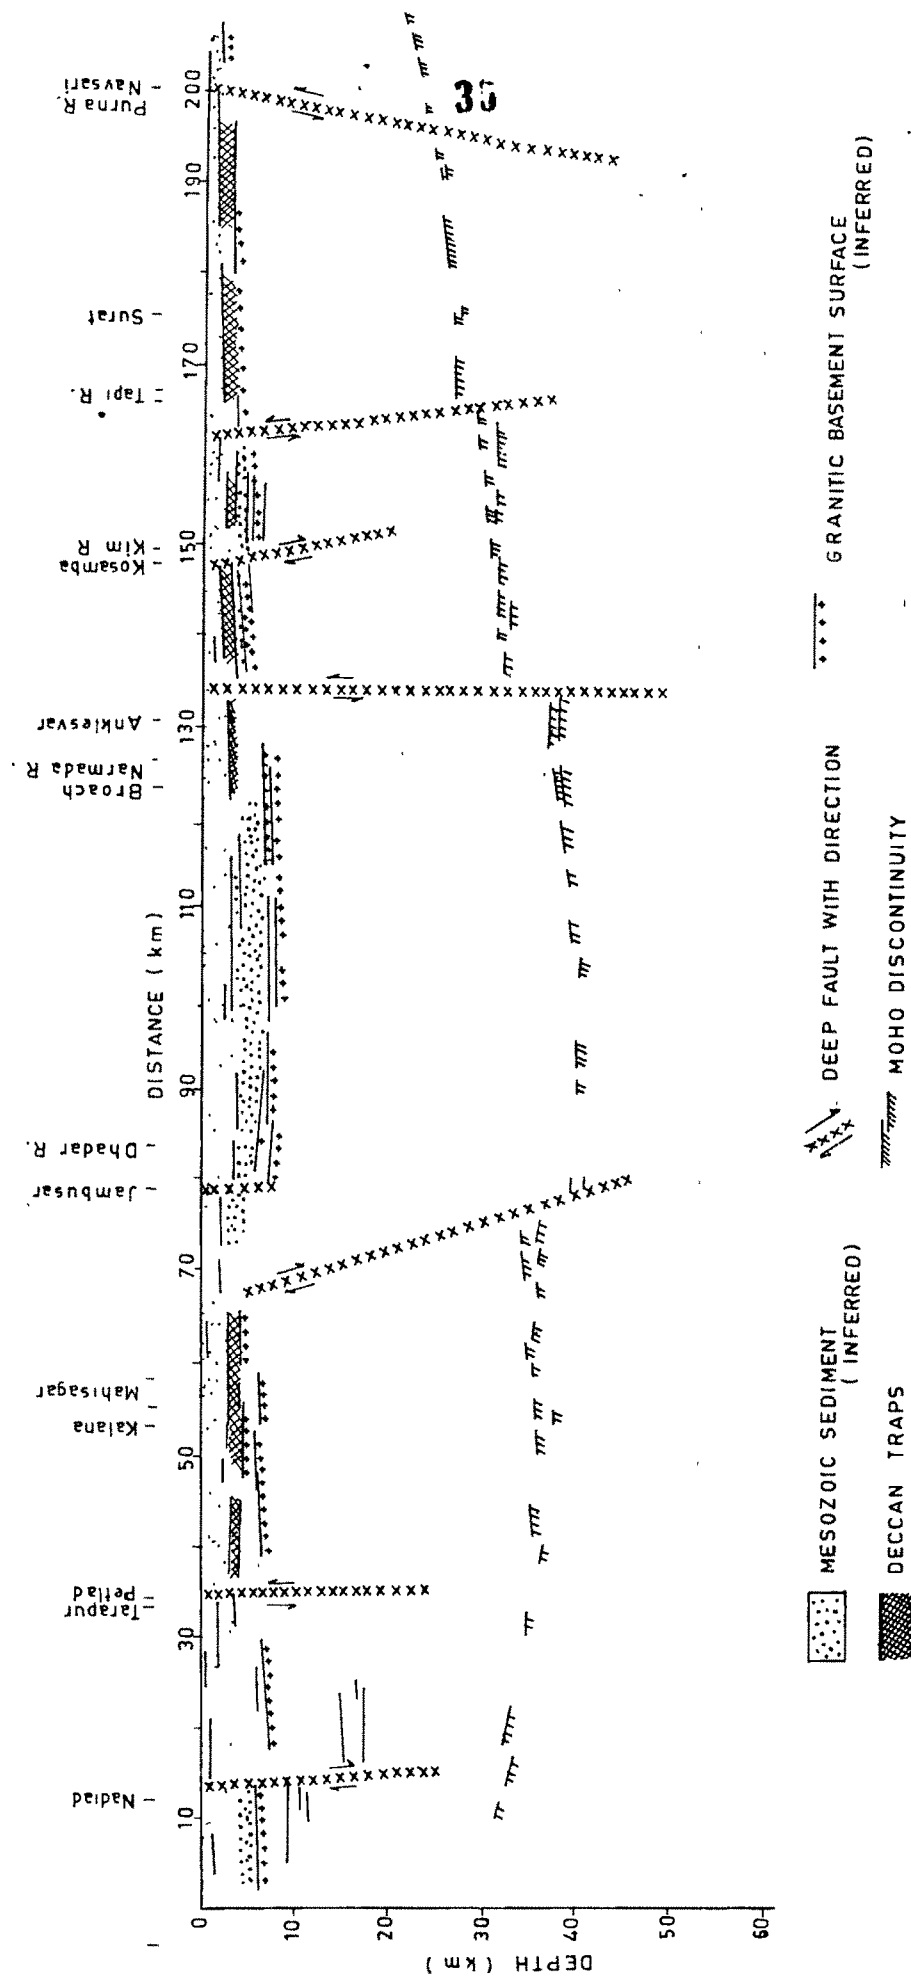 Nadiad
Tarapur
Petlad
Kalana
Mahisagar
Jambusar
Dhadar R.
Broach
Narmada R.
Anklesvar
Kosamba
Kim R
Tapi R.
Surat
Purna R.
Navsari
DISTANCE (km)
10
30
50
70
90
110
130
150
170
190
200
35
DEPTH (km)
0
10
20
30
40
50
60
MESOZOIC SEDIMENT
(INFERRED)
DECCAN TRAPS
DEEP FAULT WITH DIRECTION
MOHO DISCONTINUITY
GRANITIC BASEMENT SURFACE
(INFERRED)